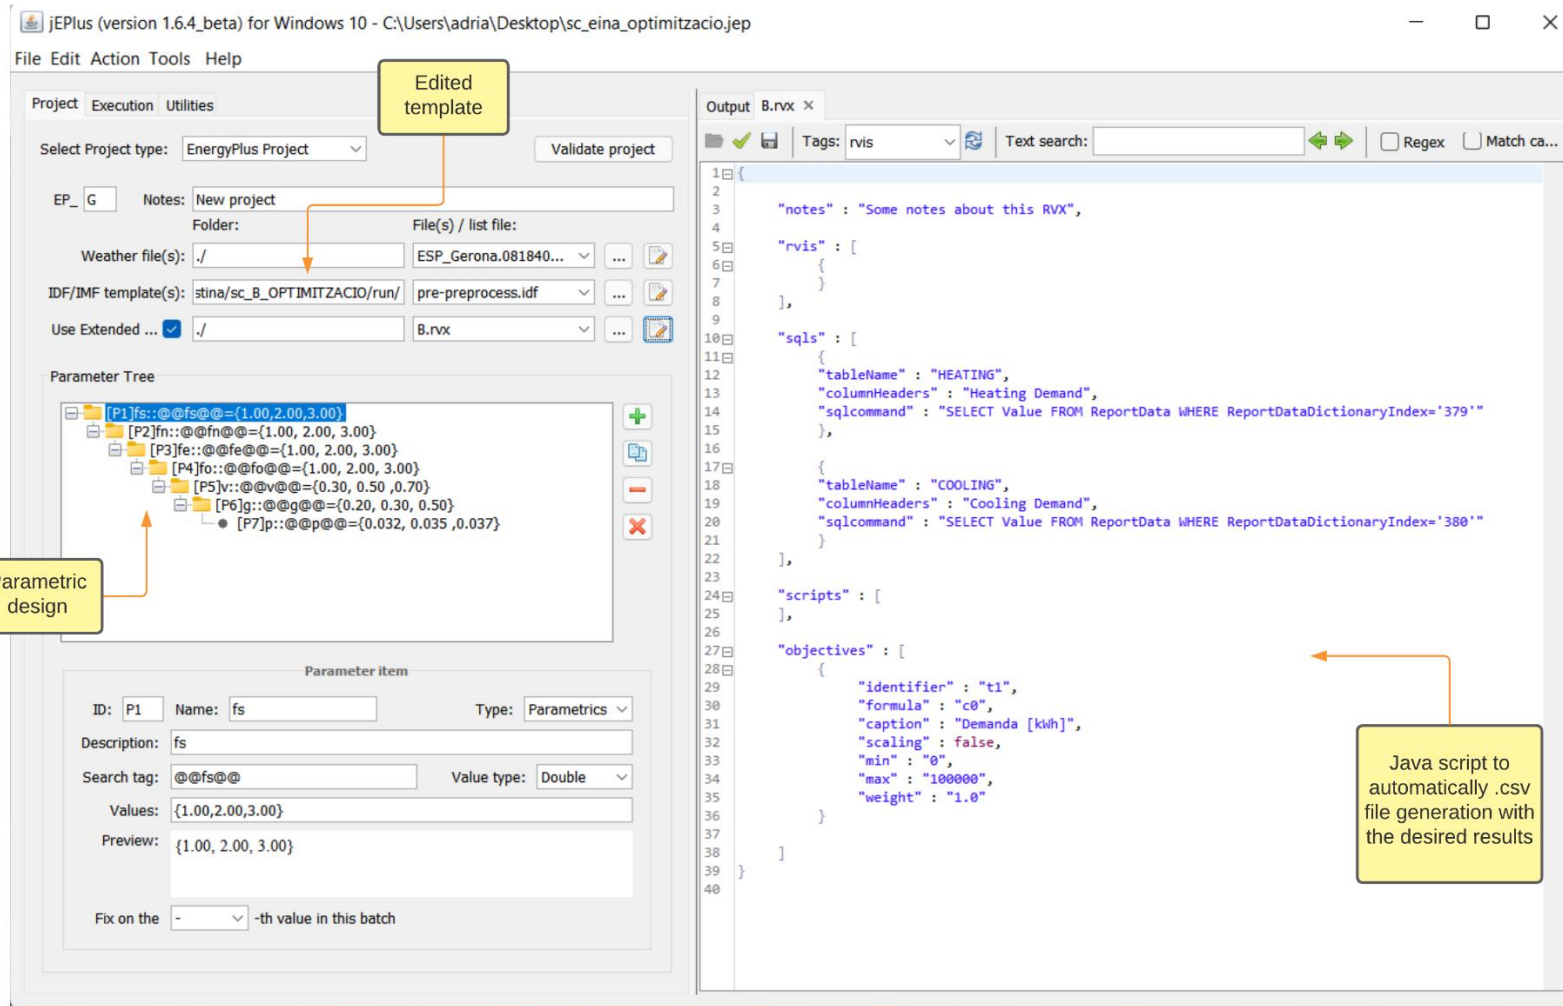 jEPlus (version 1.6.4_beta) for Windows 10 - C:\Users\adria\Desktop\sc_eina_optimitzacio.jep
File Edit Action Tools Help
Edited
template
Project Execution Utilities
Select Project type: EnergyPlus Project Validate project
EP_ G Notes: New project
Folder: File(s) / list file:
Weather file(s): ./ ESP_Gerona.081840... ...
IDF/IMF template(s): stina/sc_B_OPTIMITZACIO/run/ pre-preprocess.idf ...
Use Extended ... ./ B.rvx ...
Parameter Tree
[P1]fs::@@fs@@={1.00,2.00,3.00}
[P2]fn::@@fn@@={1.00, 2.00, 3.00}
[P3]fe::@@fe@@={1.00, 2.00, 3.00}
[P4]fo::@@fo@@={1.00, 2.00, 3.00}
[P5]v::@@v@@={0.30, 0.50 ,0.70}
[P6]g::@@g@@={0.20, 0.30, 0.50}
[P7]p::@@p@@={0.032, 0.035 ,0.037}
arametric
design
Parameter item
ID: P1 Name: fs Type: Parametrics
Description: fs
Search tag: @@fs@@ Value type: Double
Values: {1.00,2.00,3.00}
Preview: {1.00, 2.00, 3.00}
Fix on the - -th value in this batch
Output B.rvx
Tags: rvis Text search: Regex Match ca...
1 {
2
3 "notes" : "Some notes about this RVX",
4
5 "rvis" : [
6 {
7 }
8 ],
9
10 "sqls" : [
11 {
12 "tableName" : "HEATING",
13 "columnHeaders" : "Heating Demand",
14 "sqlcommand" : "SELECT Value FROM ReportData WHERE ReportDataDictionaryIndex='379'"
15 },
16
17 {
18 "tableName" : "COOLING",
19 "columnHeaders" : "Cooling Demand",
20 "sqlcommand" : "SELECT Value FROM ReportData WHERE ReportDataDictionaryIndex='380'"
21 }
22 ],
23
24 "scripts" : [
25 ],
26
27 "objectives" : [
28 {
29 "identifier" : "t1",
30 "formula" : "c0",
31 "caption" : "Demanda [kWh]",
32 "scaling" : false,
33 "min" : "0",
34 "max" : "100000",
35 "weight" : "1.0"
36 }
37
38 ]
39 }
40
Java script to
automatically .csv
file generation with
the desired results